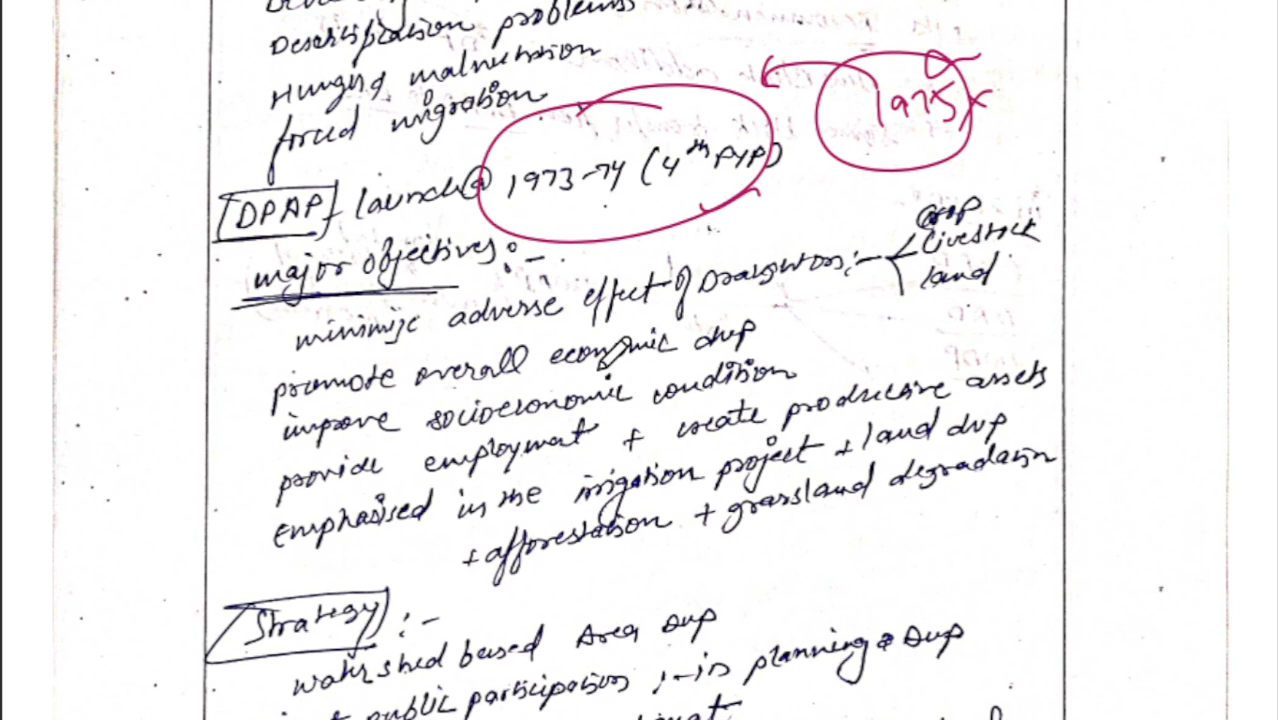 Desertification problems
Hunger, malnutrition
forced migration
1975
DPAP launch @ 1973-74 (4th FYP)
major objectives:-
minimize adverse effect of Draughton:- crop
livestock
land
promote overall economic dvp
improve socioeconomic condition
provide employment + create productive assets
emphasised in the irrigation project + land dvp
+ afforestation + grassland degradation
Strategy :-
watershed based Area Dvp
public participation :- in planning & Dvp